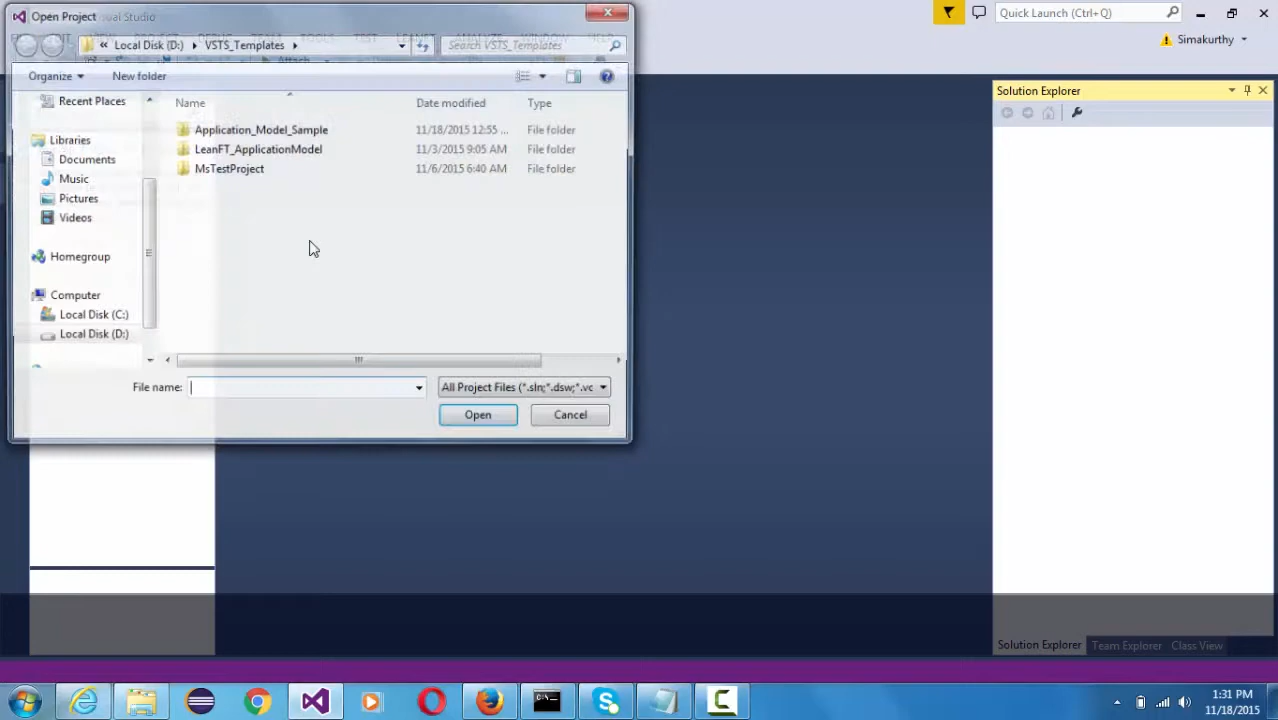 Open Project
Visual Studio
Quick Launch (Ctrl+Q)
Simakurthy
« Local Disk (D:) VSTS_Templates
Search VSTS_Templates
Attach...
Organize
New folder
Name
Date modified
Type
Recent Places
Application_Model_Sample 11/18/2015 12:55 ... File folder
LeanFT_ApplicationModel 11/3/2015 9:05 AM File folder
MsTestProject 11/6/2015 6:40 AM File folder
Libraries
Documents
Music
Pictures
Videos
Homegroup
Computer
Local Disk (C:)
Local Disk (D:)
File name:
All Project Files (*.sln;*.dsw;*.vc
Open
Cancel
Solution Explorer
Solution Explorer Team Explorer Class View
1:31 PM
11/18/2015